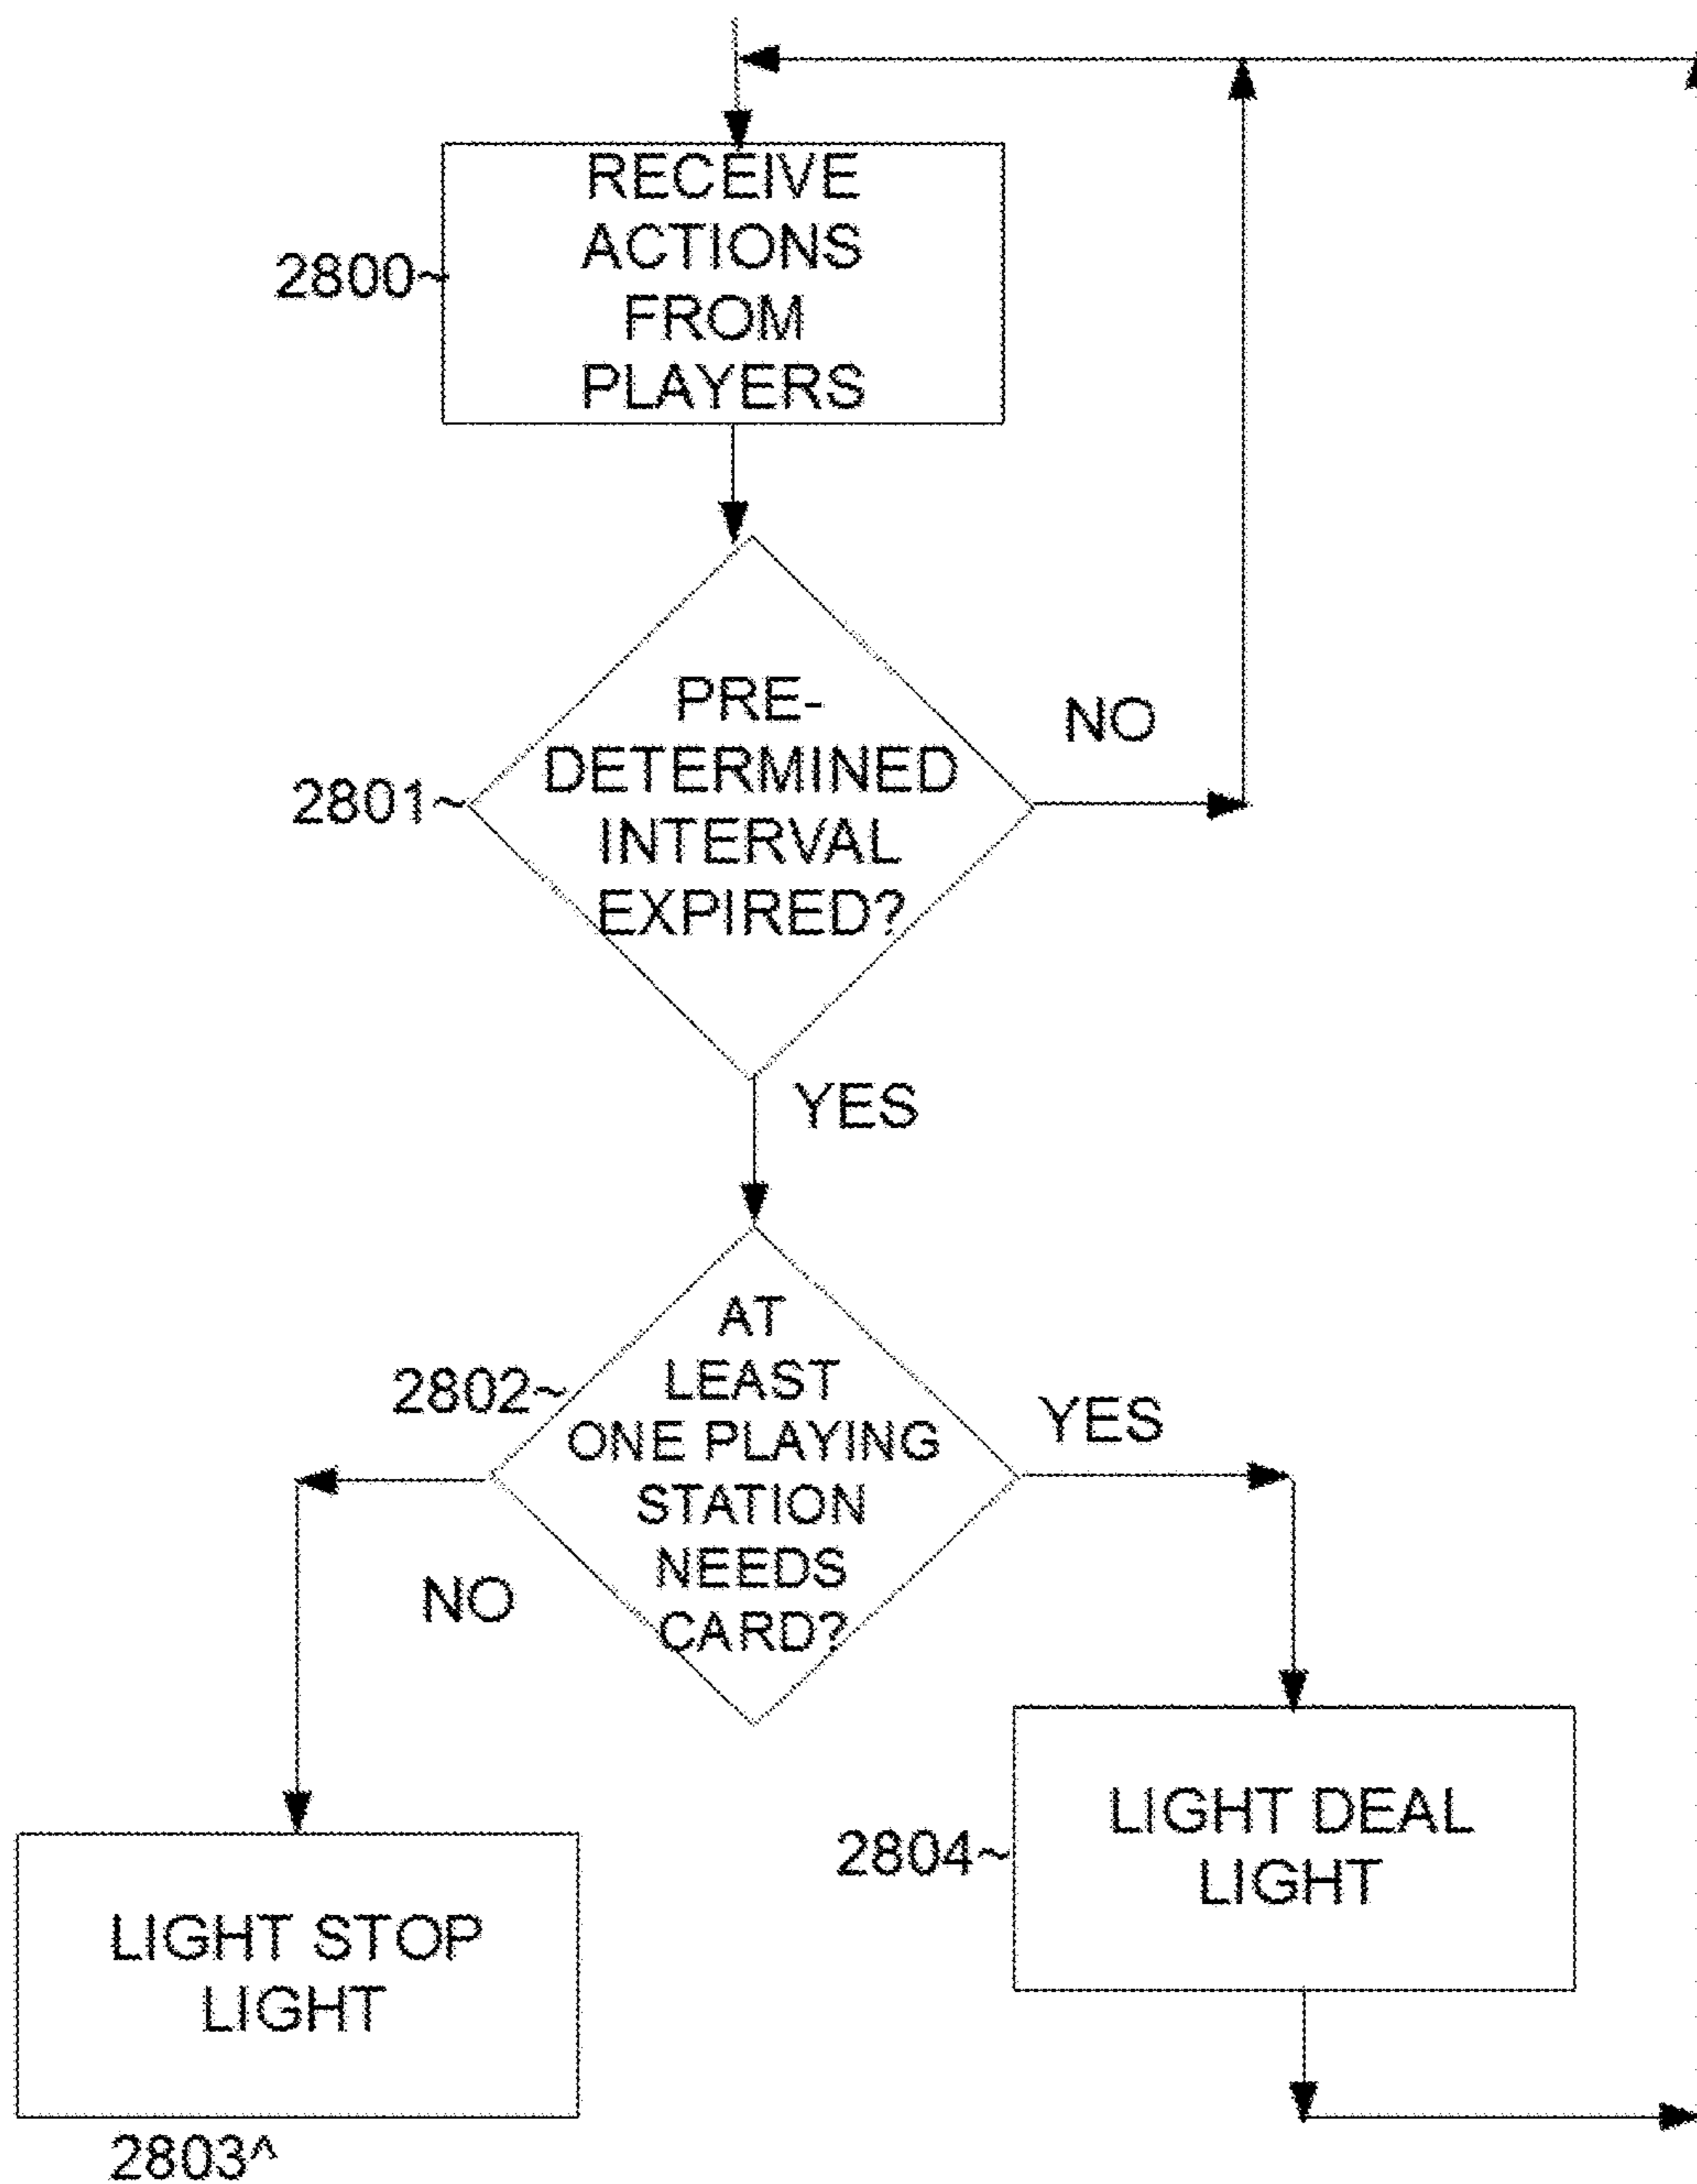 RECEIVE
ACTIONS
FROM
PLAYERS
2800~
PRE-
DETERMINED
INTERVAL
EXPIRED?
2801~
NO
YES
AT
LEAST
ONE PLAYING
STATION
NEEDS
CARD?
2802~
YES
NO
LIGHT DEAL
LIGHT
2804~
LIGHT STOP
LIGHT
2803^